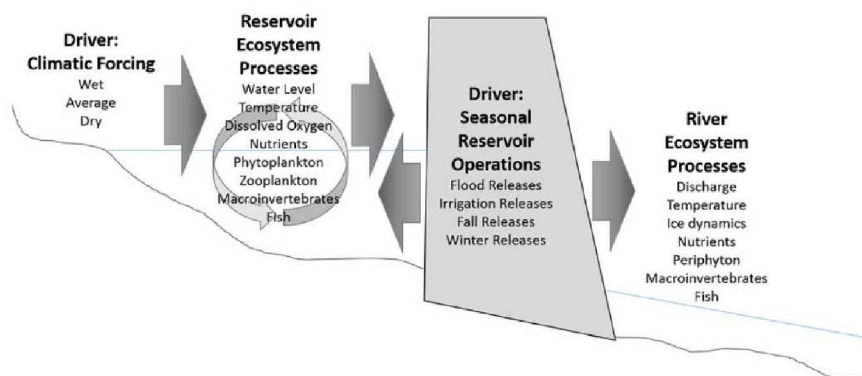 Driver:
Climatic Forcing
Wet
Average
Dry
Reservoir
Ecosystem
Processes
Water Level
Temperature
Dissolved Oxygen
Nutrients
Phytoplankton
Zooplankton
Macroinvertebrates
Fish
Driver:
Seasonal
Reservoir
Operations
Flood Releases
Irrigation Releases
Fall Releases
Winter Releases
River
Ecosystem
Processes
Discharge
Temperature
Ice dynamics
Nutrients
Periphyton
Macroinvertebrates
Fish